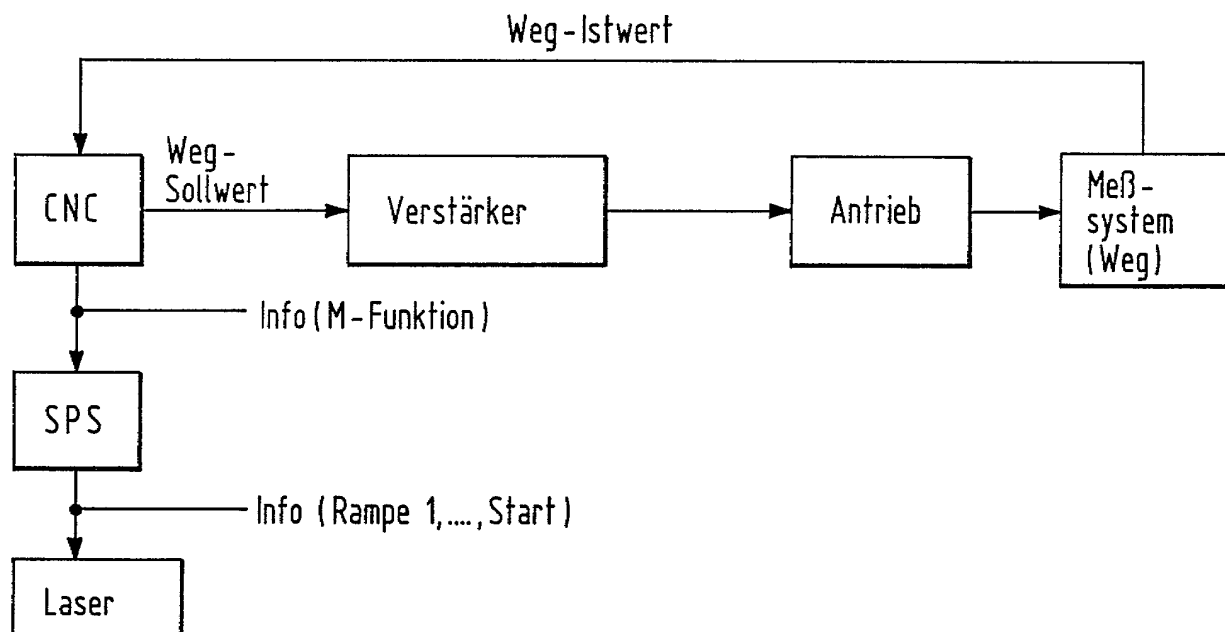 Weg-Istwert
Weg-
Sollwert
CNC
Verstärker
Antrieb
Meß-
system
(Weg)
Info (M-Funktion)
SPS
Info (Rampe 1,...., Start)
Laser